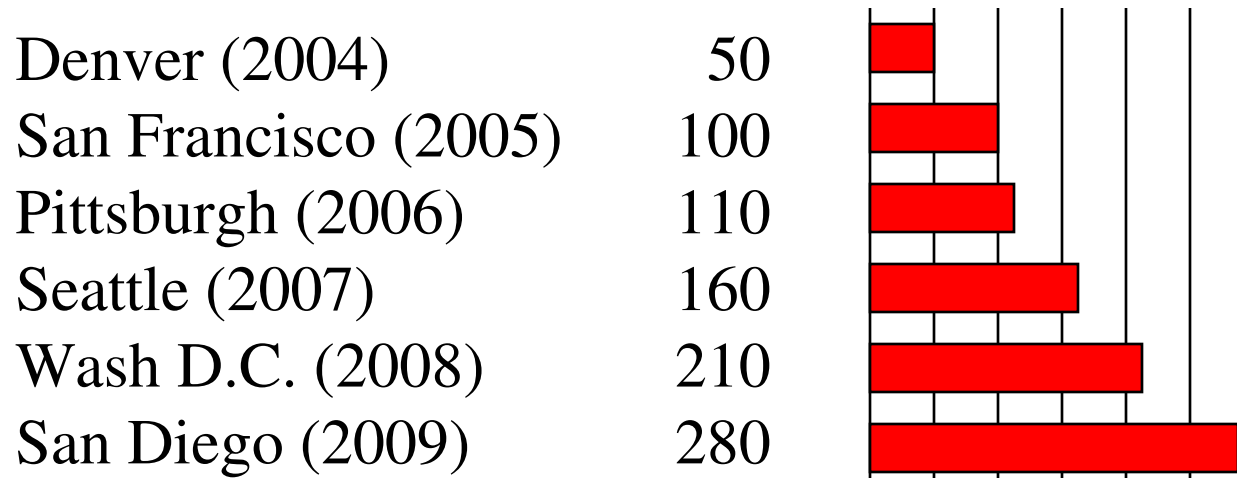 Denver (2004) 50
San Francisco (2005) 100
Pittsburgh (2006) 110
Seattle (2007) 160
Wash D.C. (2008) 210
San Diego (2009) 280